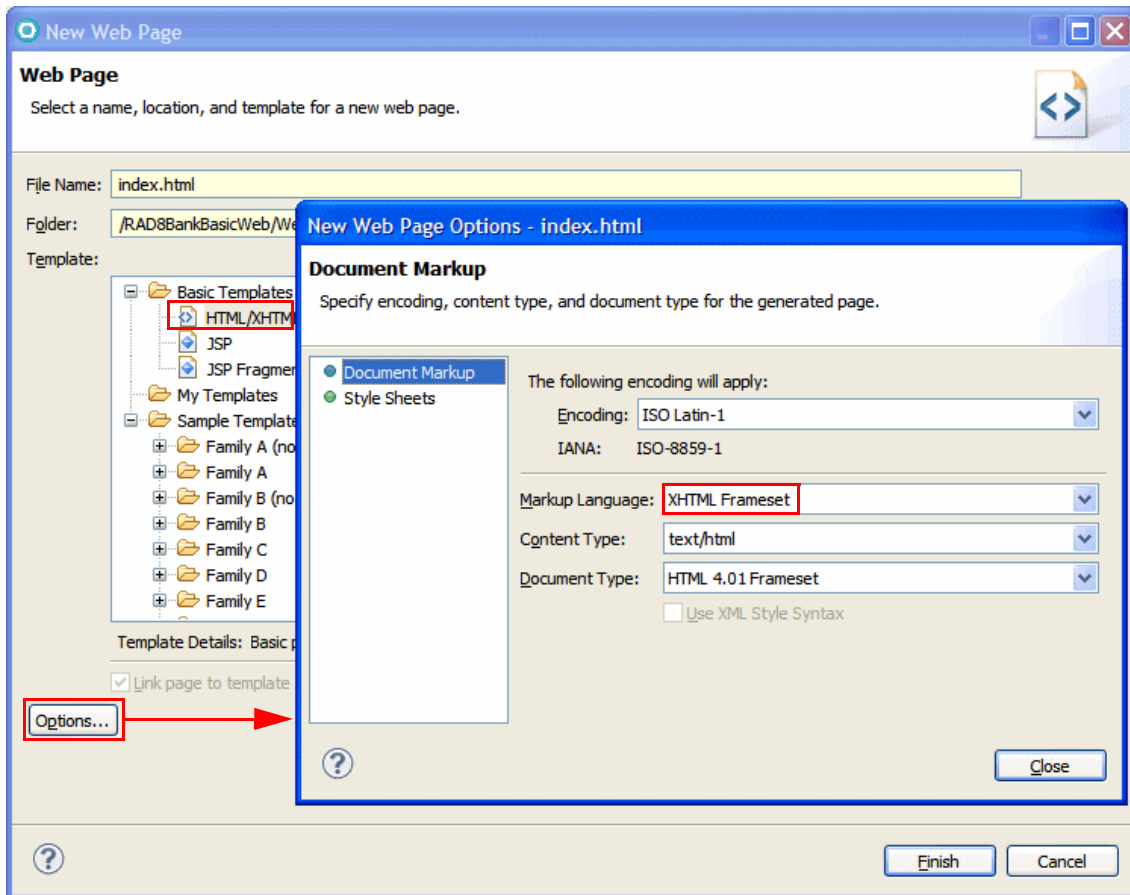 New Web Page
Web Page
Select a name, location, and template for a new web page.
File Name: index.html
Folder: /RAD8BankBasicWeb/We
Template:
Basic Templates
HTML/XHTM
JSP
JSP Fragmer
My Templates
Sample Template
Family A (no
Family A
Family B (no
Family B
Family C
Family D
Family E
Template Details: Basic p
Link page to template
Options...
New Web Page Options - index.html
Document Markup
Specify encoding, content type, and document type for the generated page.
Document Markup
Style Sheets
The following encoding will apply:
Encoding: ISO Latin-1
IANA: ISO-8859-1
Markup Language: XHTML Frameset
Content Type: text/html
Document Type: HTML 4.01 Frameset
Use XML Style Syntax
?
Close
?
Finish
Cancel